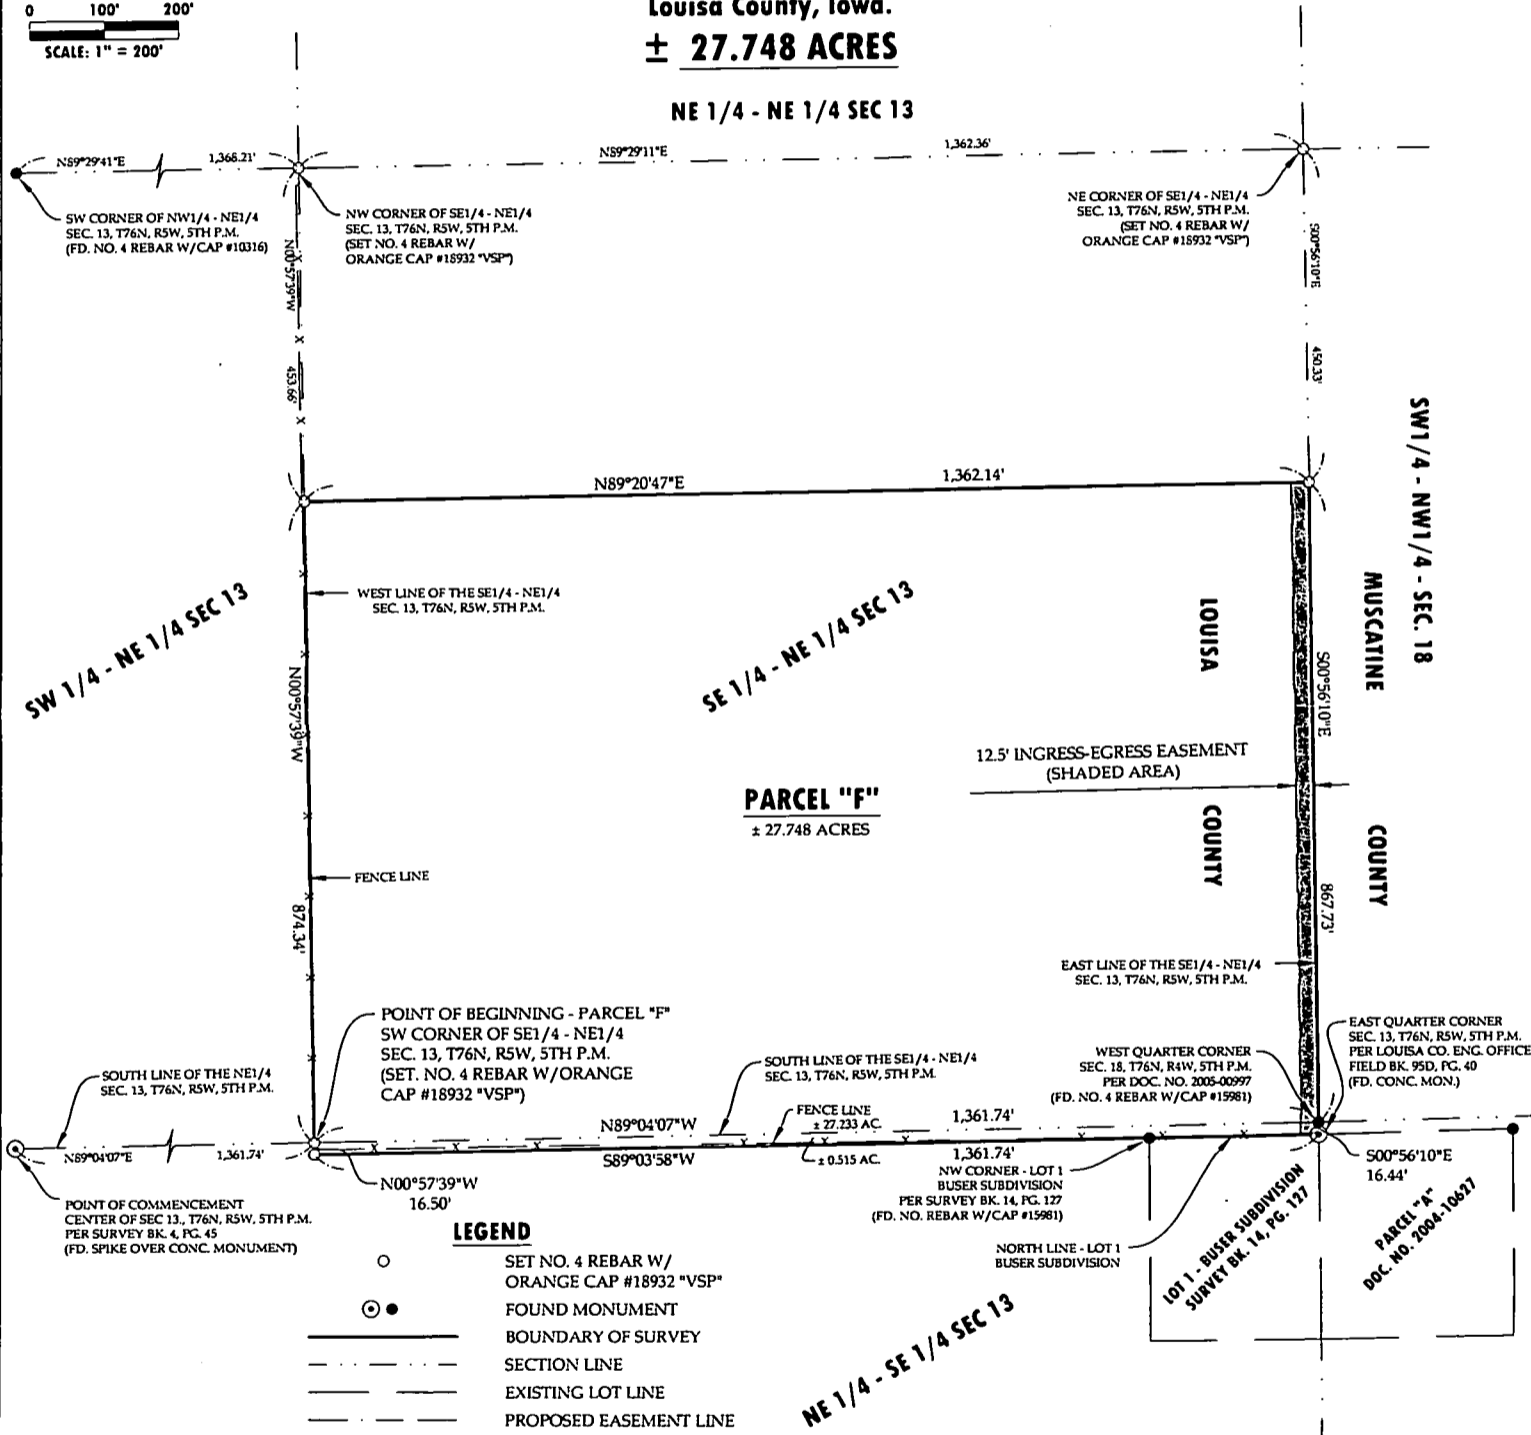 0 100' 200'
SCALE: 1" = 200'
Louisa County, Iowa.
± 27.748 ACRES
NE 1/4 - NE 1/4 SEC 13
N89°29'41"E
1,368.21'
N89°29'11"E
1,362.36'
SW CORNER OF NW1/4 - NE1/4
SEC. 13, T76N, R5W, 5TH P.M.
(FD. NO. 4 REBAR W/CAP #10316)
NW CORNER OF SE1/4 - NE1/4
SEC. 13, T76N, R5W, 5TH P.M.
(SET NO. 4 REBAR W/
ORANGE CAP #18932 "VSP")
NE CORNER OF SE1/4 - NE1/4
SEC. 13, T76N, R5W, 5TH P.M.
(SET NO. 4 REBAR W/
ORANGE CAP #18932 "VSP")
N00°57'39"W
453.66'
S00°56'10"E
450.33'
SW1/4 - NW1/4 - SEC. 18
N89°20'47"E
1,362.14'
WEST LINE OF THE SE1/4 - NE1/4
SEC. 13, T76N, R5W, 5TH P.M.
SW 1/4 - NE 1/4 SEC 13
SE 1/4 - NE 1/4 SEC 13
LOUISA
COUNTY
MUSCATINE
COUNTY
N00°57'39"W
874.34'
S00°56'10"E
867.73'
12.5' INGRESS-EGRESS EASEMENT
(SHADED AREA)
PARCEL "F"
± 27.748 ACRES
FENCE LINE
EAST LINE OF THE SE1/4 - NE1/4
SEC. 13, T76N, R5W, 5TH P.M.
POINT OF BEGINNING - PARCEL "F"
SW CORNER OF SE1/4 - NE1/4
SEC. 13, T76N, R5W, 5TH P.M.
(SET. NO. 4 REBAR W/ORANGE
CAP #18932 "VSP")
SOUTH LINE OF THE NE1/4
SEC. 13, T76N, R5W, 5TH P.M.
SOUTH LINE OF THE SE1/4 - NE1/4
SEC. 13, T76N, R5W, 5TH P.M.
WEST QUARTER CORNER
SEC. 18, T76N, R4W, 5TH P.M.
PER DOC. NO. 2005-00997
(FD. NO. 4 REBAR W/CAP #15981)
EAST QUARTER CORNER
SEC. 13, T76N, R5W, 5TH P.M.
PER LOUISA CO. ENG. OFFICE
FIELD BK. 95D, PG. 40
(FD. CONC. MON.)
FENCE LINE
± 27.233 AC.
± 0.515 AC.
N89°04'07"W
1,361.74'
S89°03'58"W
1,361.74'
N89°04'07"E
1,361.74'
N00°57'39"W
16.50'
S00°56'10"E
16.44'
POINT OF COMMENCEMENT
CENTER OF SEC 13., T76N, R5W, 5TH P.M.
PER SURVEY BK. 4, PG. 45
(FD. SPIKE OVER CONC. MONUMENT)
NW CORNER - LOT 1
BUSER SUBDIVISION
PER SURVEY BK. 14, PG. 127
(FD. NO. REBAR W/CAP #15981)
NORTH LINE - LOT 1
BUSER SUBDIVISION
LOT 1 - BUSER SUBDIVISION
SURVEY BK. 14, PG. 127
PARCEL "A"
DOC. NO. 2004-10627
NE 1/4 - SE 1/4 SEC 13
LEGEND
SET NO. 4 REBAR W/
ORANGE CAP #18932 "VSP"
FOUND MONUMENT
BOUNDARY OF SURVEY
SECTION LINE
EXISTING LOT LINE
PROPOSED EASEMENT LINE